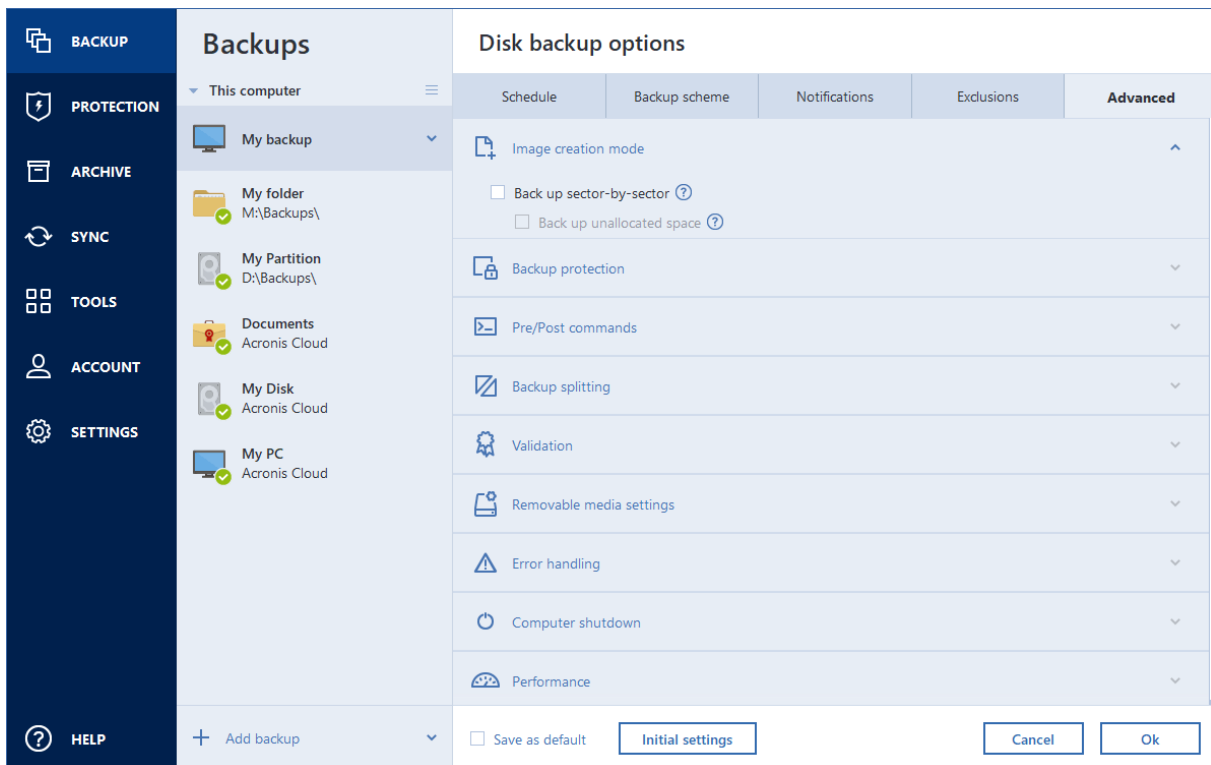 BACKUP
PROTECTION
ARCHIVE
SYNC
TOOLS
ACCOUNT
SETTINGS
HELP
Backups
This computer
My backup
My folder
M:\Backups\
My Partition
D:\Backups\
Documents
Acronis Cloud
My Disk
Acronis Cloud
My PC
Acronis Cloud
Add backup
Disk backup options
Schedule Backup scheme Notifications Exclusions Advanced
Image creation mode
Back up sector-by-sector ?
Back up unallocated space ?
Backup protection
Pre/Post commands
Backup splitting
Validation
Removable media settings
Error handling
Computer shutdown
Performance
Save as default Initial settings Cancel Ok